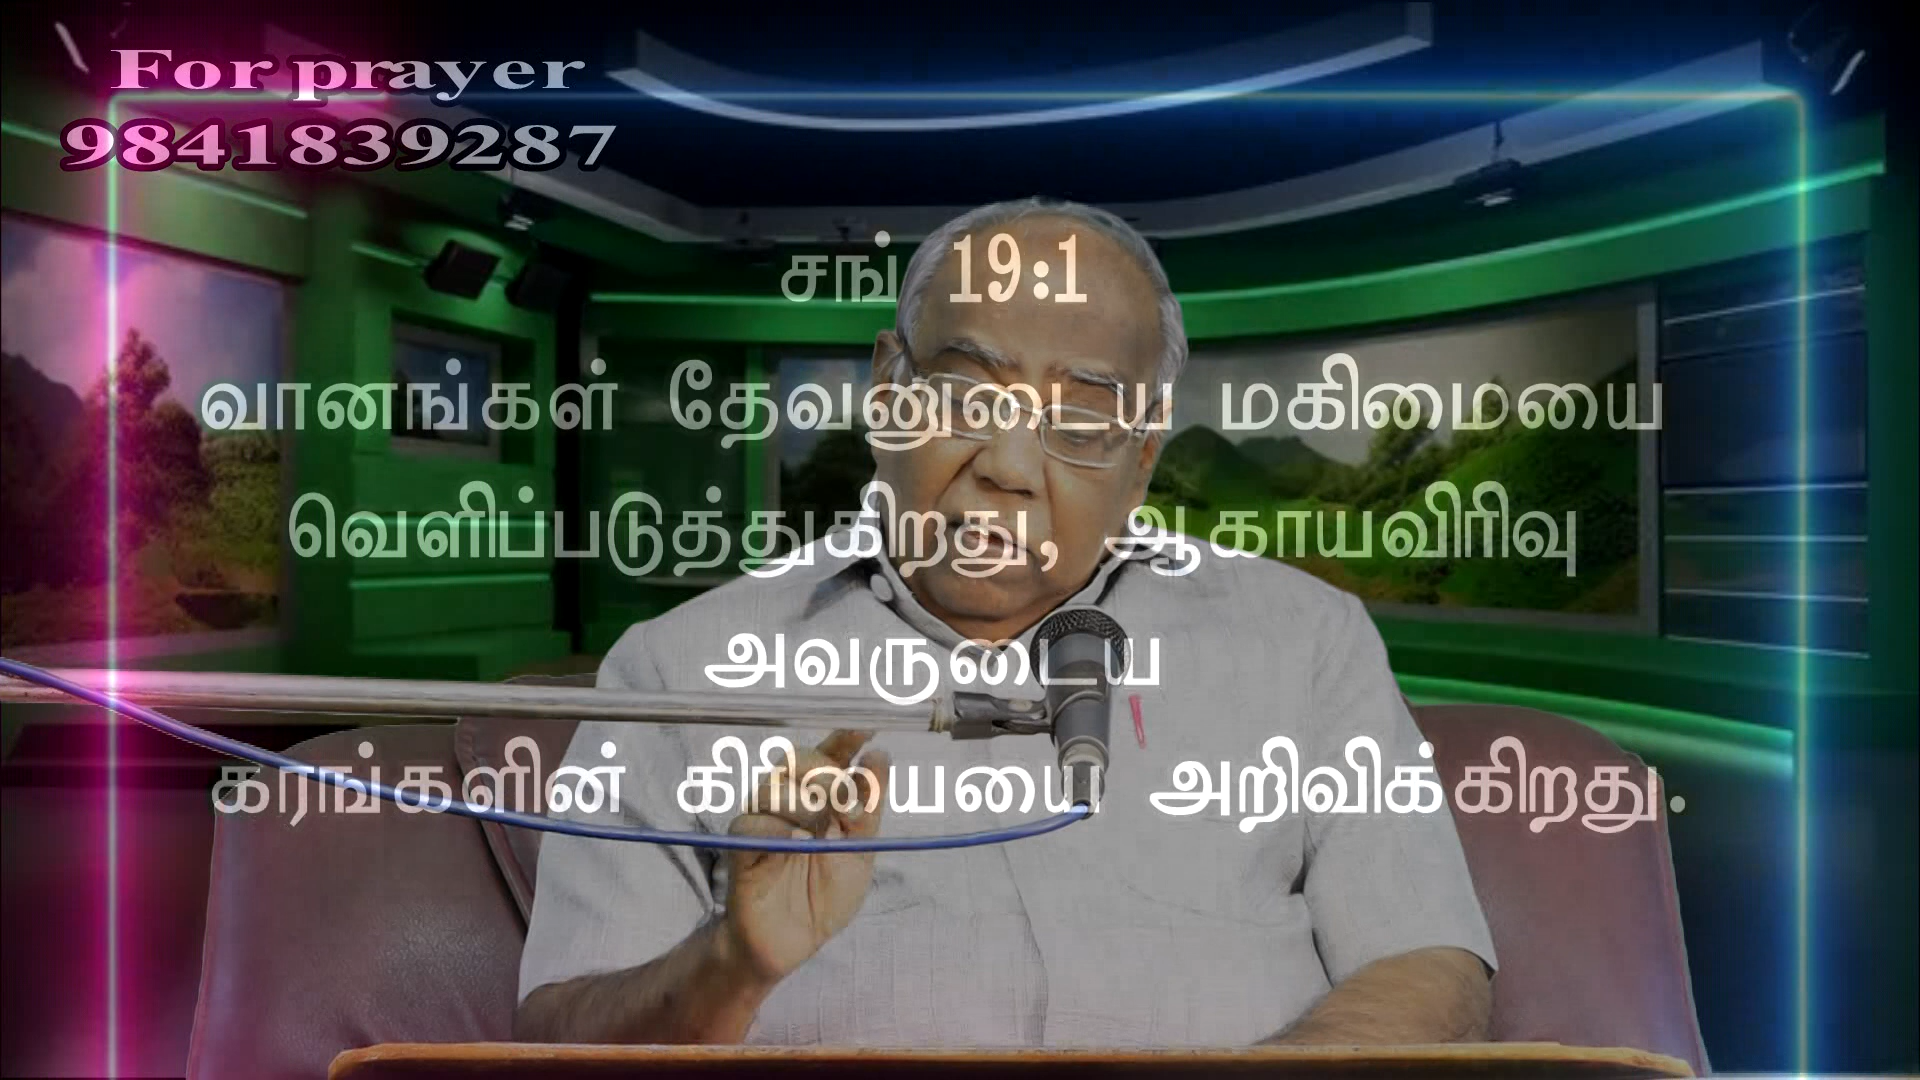 For prayer
9841839287
சங் 19:1
வானங்கள் தேவனுடைய மகிமையை
வெளிப்படுத்துகிறது, ஆகாயவிரிவு
அவருடைய
கரங்களின் கிரியையை அறிவிக்கிறது.